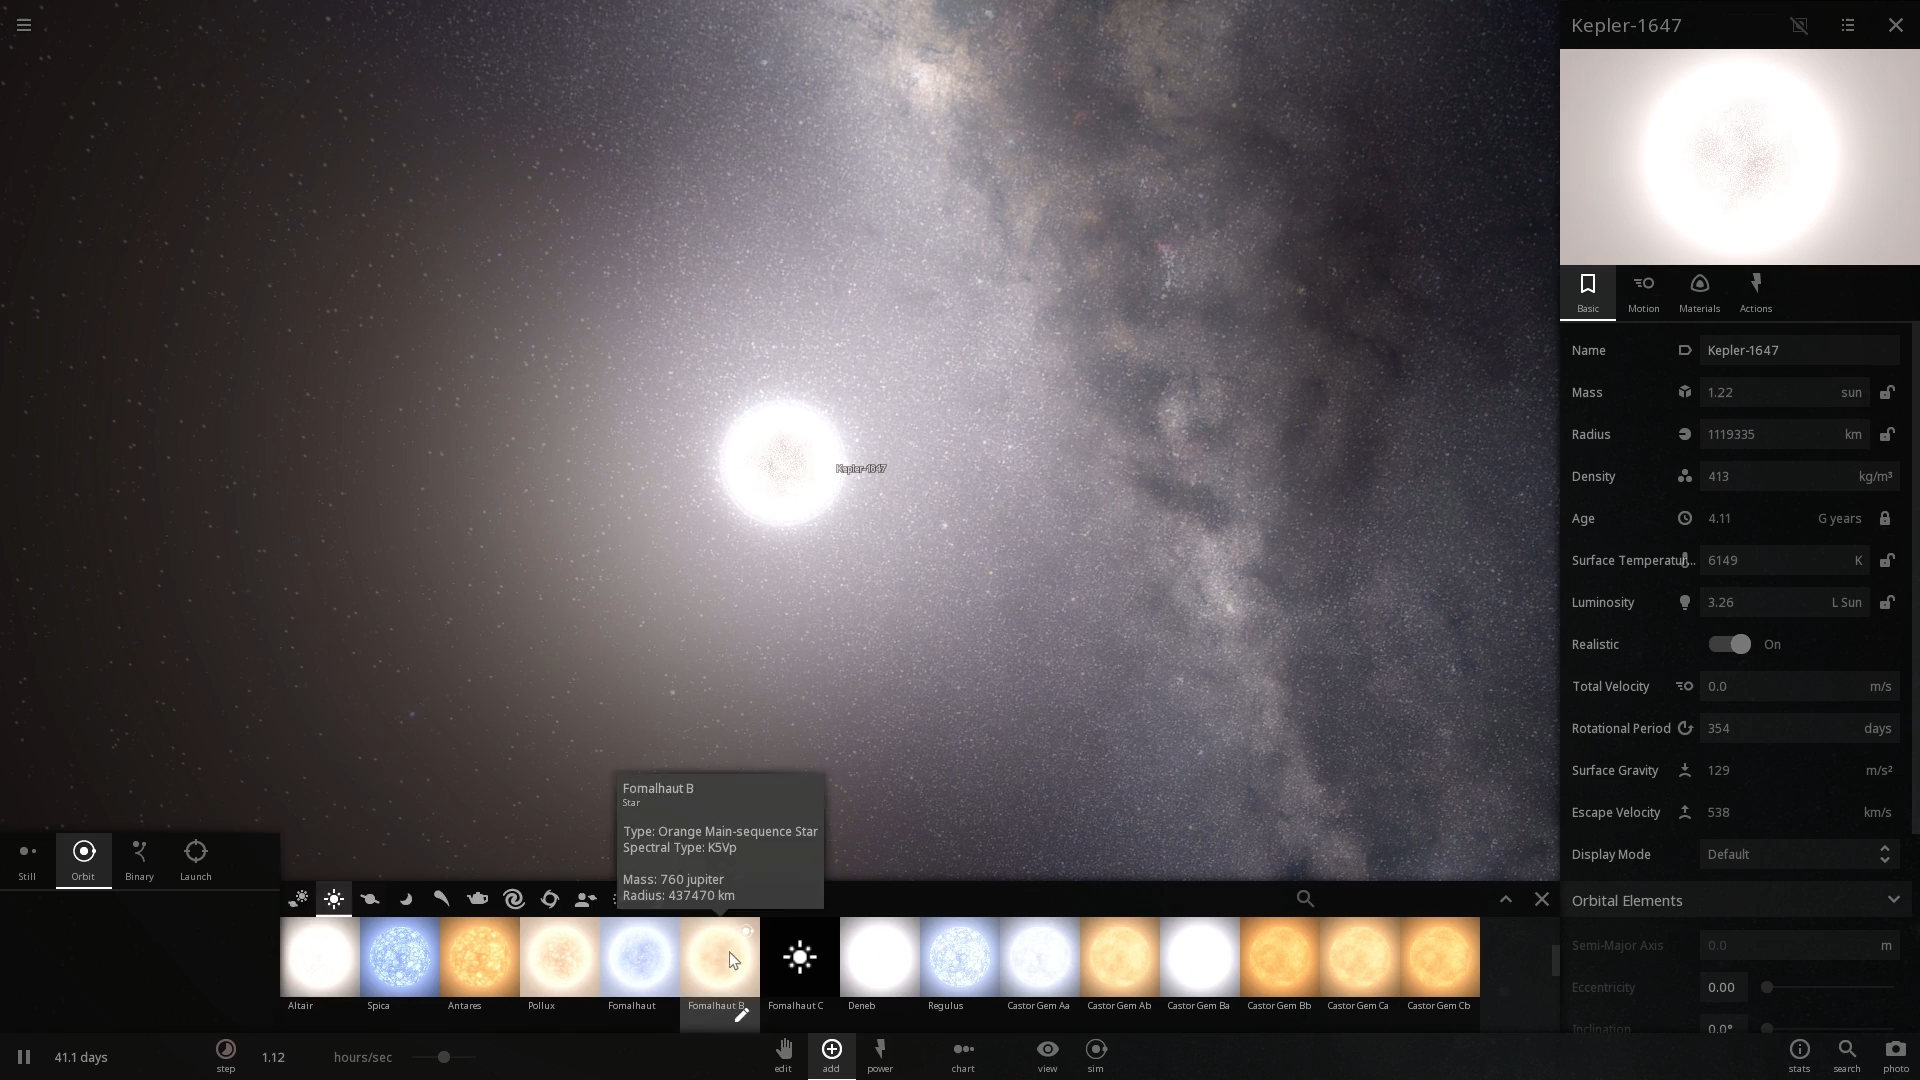 Kepler-1647
Basic
Motion
Materials
Actions
Name
Kepler-1647
Mass
1.22
sun
Radius
1119335
km
Density
413
kg/m³
Age
4.11
G years
Surface Temperatur...
6149
K
Luminosity
3.26
L Sun
Realistic
On
Total Velocity
0.0
m/s
Rotational Period
354
days
Surface Gravity
129
m/s²
Escape Velocity
538
km/s
Display Mode
Default
Orbital Elements
Semi-Major Axis
0.0
m
Eccentricity
0.00
Inclination
0.0°
Kepler-1647
Fomalhaut B
Star
Type: Orange Main-sequence Star
Spectral Type: K5Vp
Mass: 760 jupiter
Radius: 437470 km
Still
Orbit
Binary
Launch
Altair
Spica
Antares
Pollux
Fomalhaut
Fomalhaut B
Fomalhaut C
Deneb
Regulus
Castor Gem Aa
Castor Gem Ab
Castor Gem Ba
Castor Gem Bb
Castor Gem Ca
Castor Gem Cb
41.1 days
step
1.12
hours/sec
edit
add
power
chart
view
sim
stats
search
photo